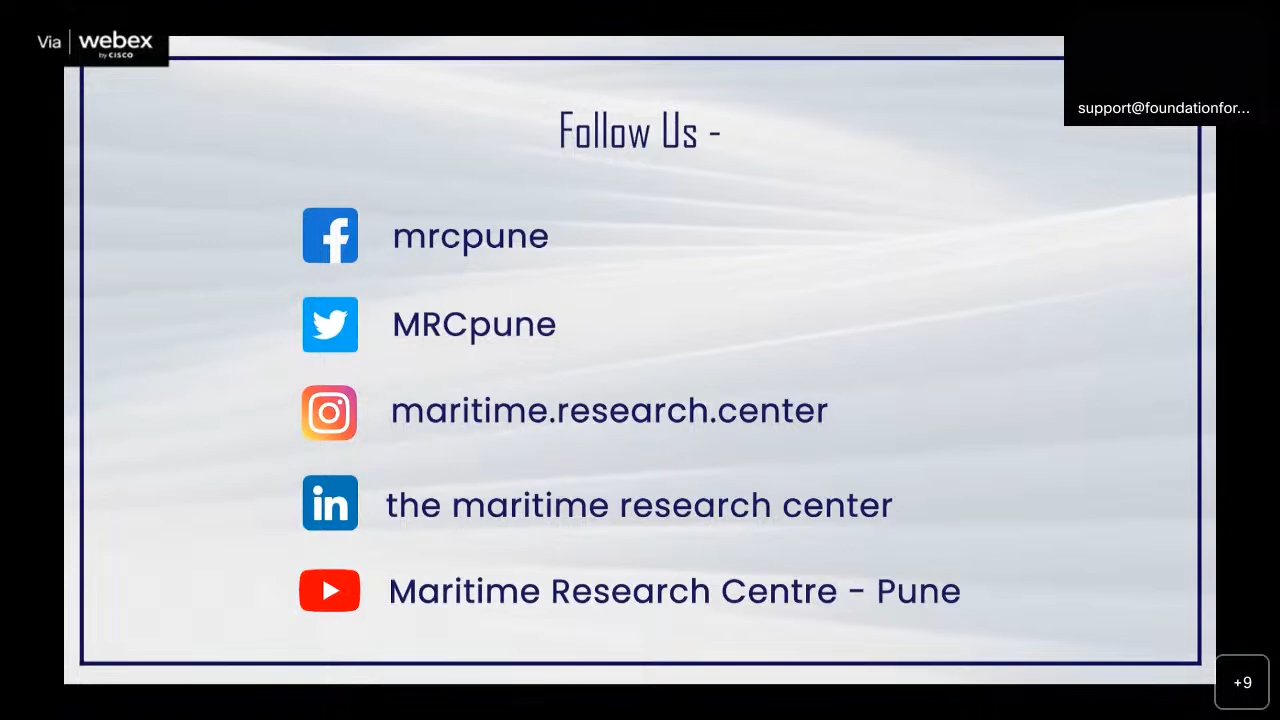 Via webex
by CISCO
support@foundationfor...
Follow Us -
mrcpune
MRCpune
maritime.research.center
in the maritime research center
Maritime Research Centre - Pune
+9